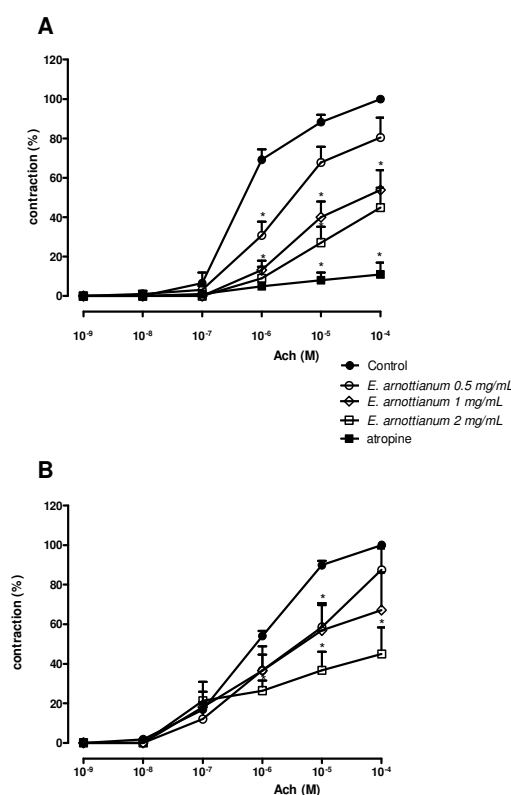 A
120
100
80
60
40
20
0
contraction (%)
10-9 10-8 10-7 10-6 10-5 10-4
* * * * * * *
Ach (M)
Control
E. arnottianum 0.5 mg/mL
E. arnottianum 1 mg/mL
E. arnottianum 2 mg/mL
atropine
B
120
100
80
60
40
20
0
contraction (%)
10-9 10-8 10-7 10-6 10-5 10-4
* * *
Ach (M)